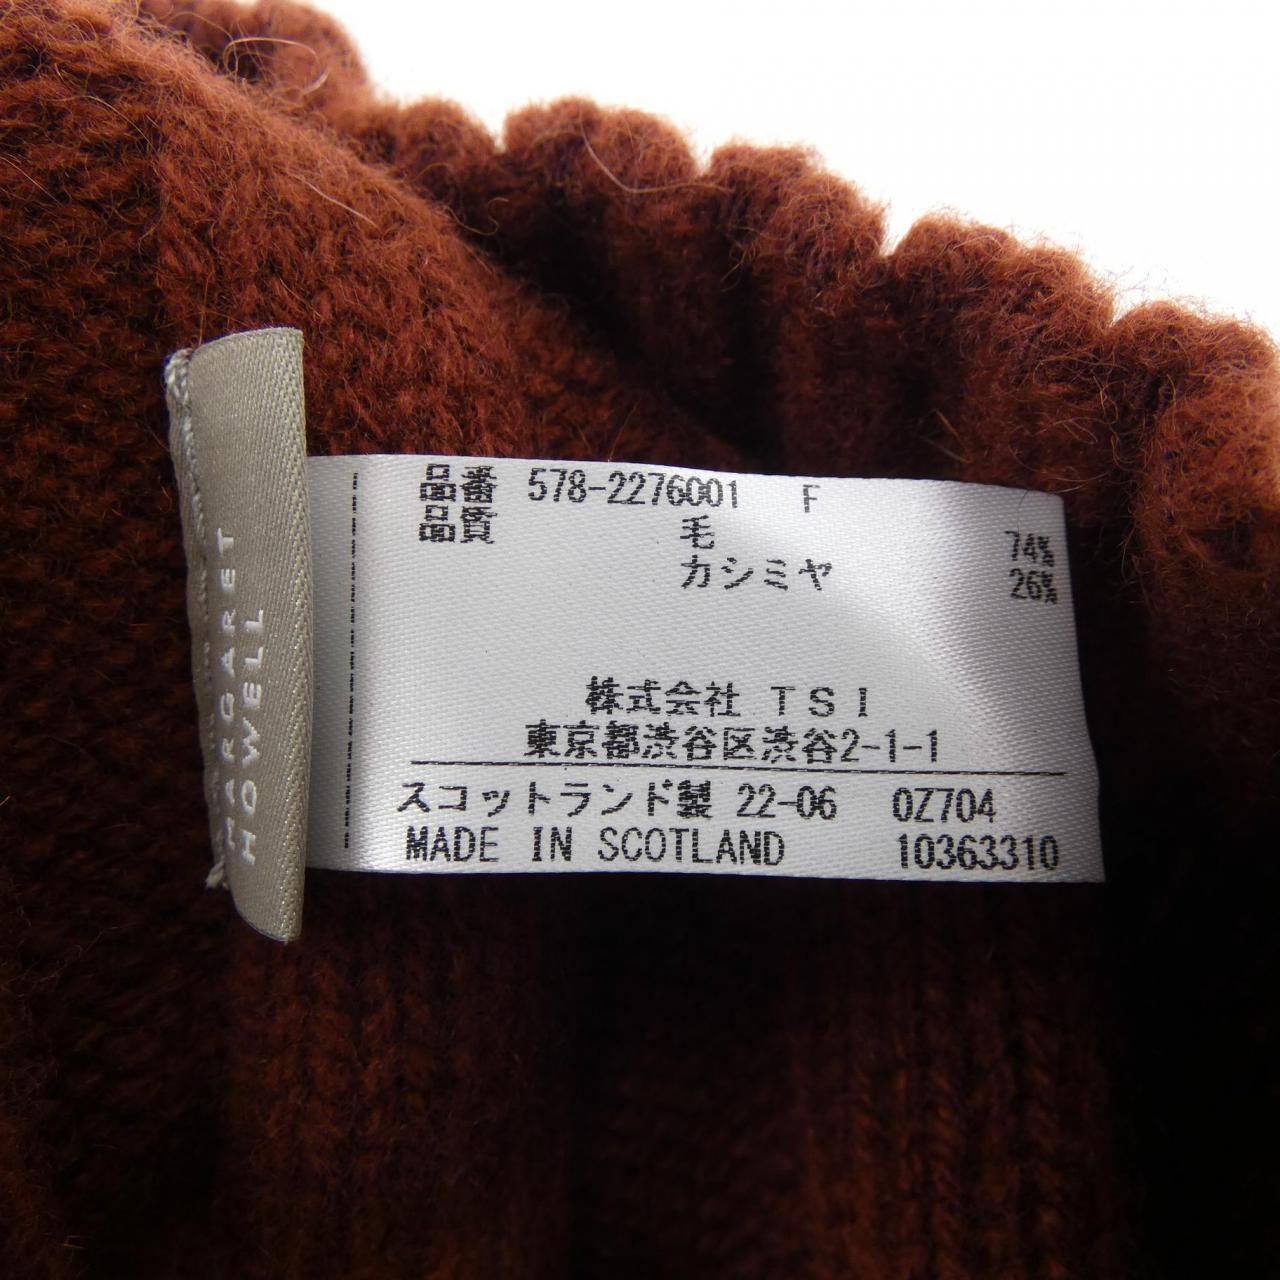 MARGARET
HOWELL
品番 578-2276001 F
品質 毛 74%
カシミヤ 26%
株式会社 TSI
東京都渋谷区渋谷2-1-1
スコットランド製 22-06 0Z704
MADE IN SCOTLAND 10363310